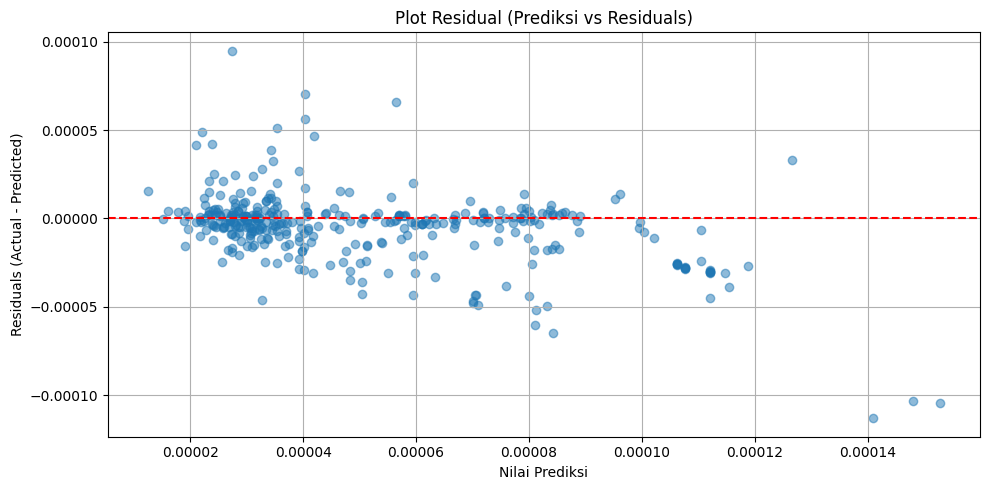 Plot Residual (Prediksi vs Residuals)
Residuals (Actual - Predicted)
0.00010
0.00005
0.00000
−0.00005
−0.00010
0.00002 0.00004 0.00006 0.00008 0.00010 0.00012 0.00014
Nilai Prediksi